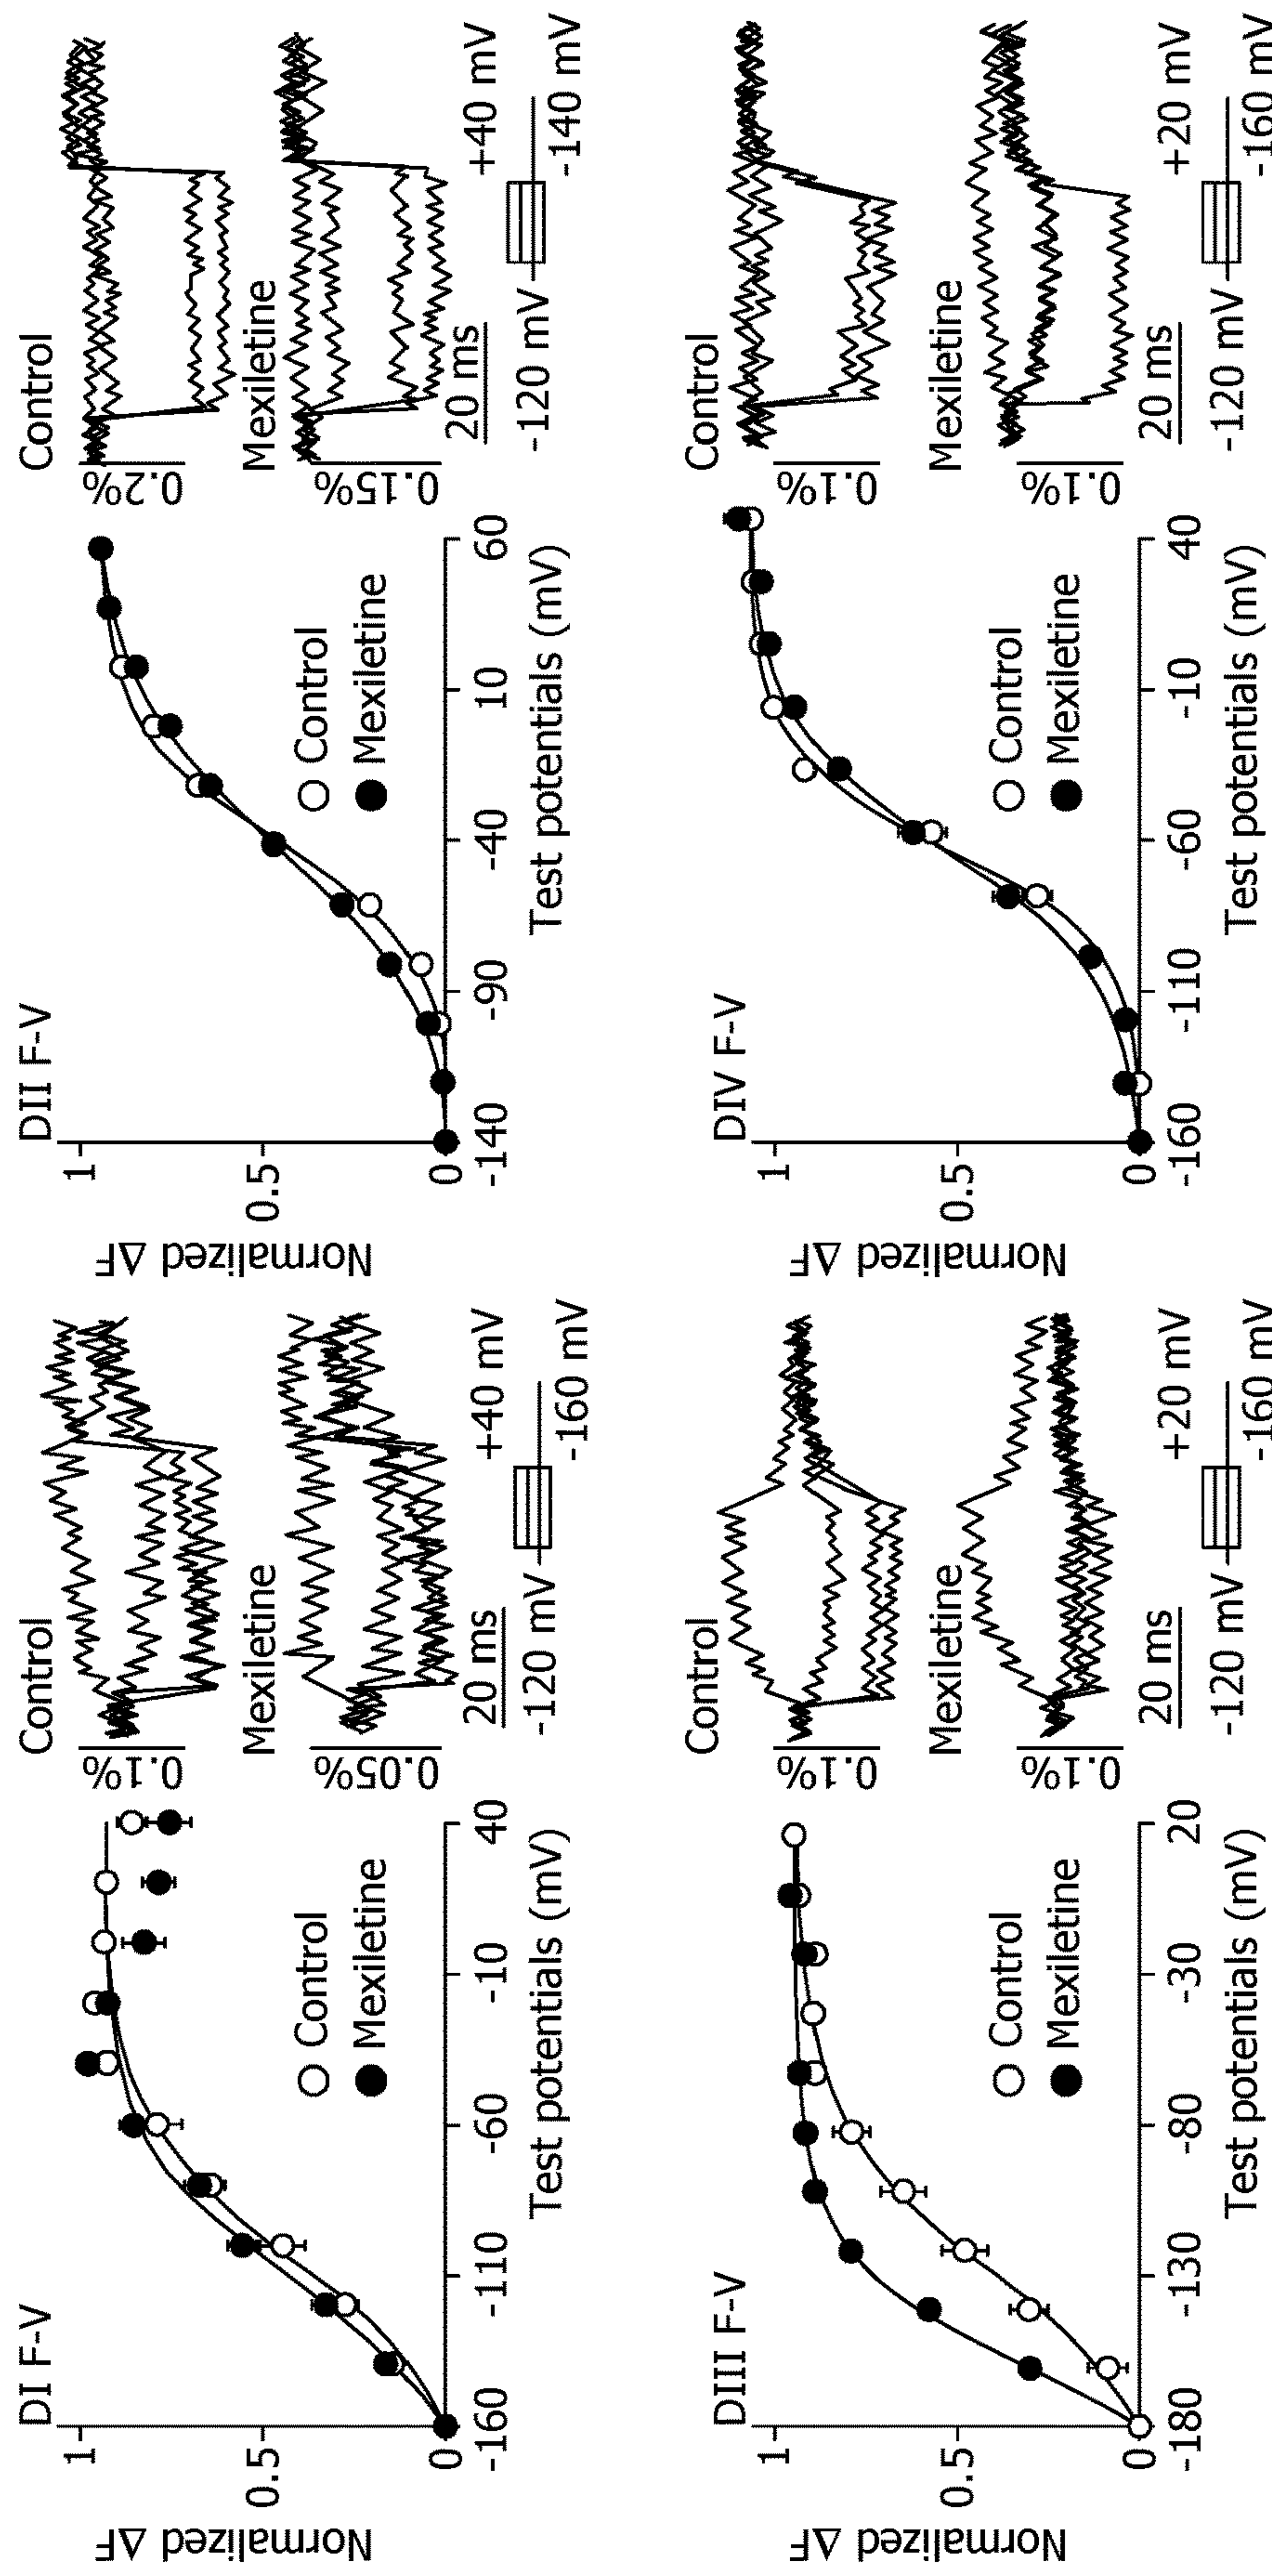 DI F-V
Normalized ΔF
1
0.5
0
-160
-110
-60
-10
40
Test potentials (mV)
Control
Mexiletine
Control
0.1%
Mexiletine
0.05%
20 ms
+40 mV
-120 mV
-160 mV
DII F-V
Normalized ΔF
1
0.5
0
-140
-90
-40
10
60
Test potentials (mV)
Control
Mexiletine
Control
0.2%
Mexiletine
0.15%
20 ms
+40 mV
-120 mV
-140 mV
DIII F-V
Normalized ΔF
1
0.5
0
-180
-130
-80
-30
20
Test potentials (mV)
Control
Mexiletine
Control
0.1%
Mexiletine
0.1%
20 ms
+20 mV
-120 mV
-160 mV
DIV F-V
Normalized ΔF
1
0.5
0
-160
-110
-60
-10
40
Test potentials (mV)
Control
Mexiletine
Control
0.1%
Mexiletine
0.1%
20 ms
+20 mV
-120 mV
-160 mV